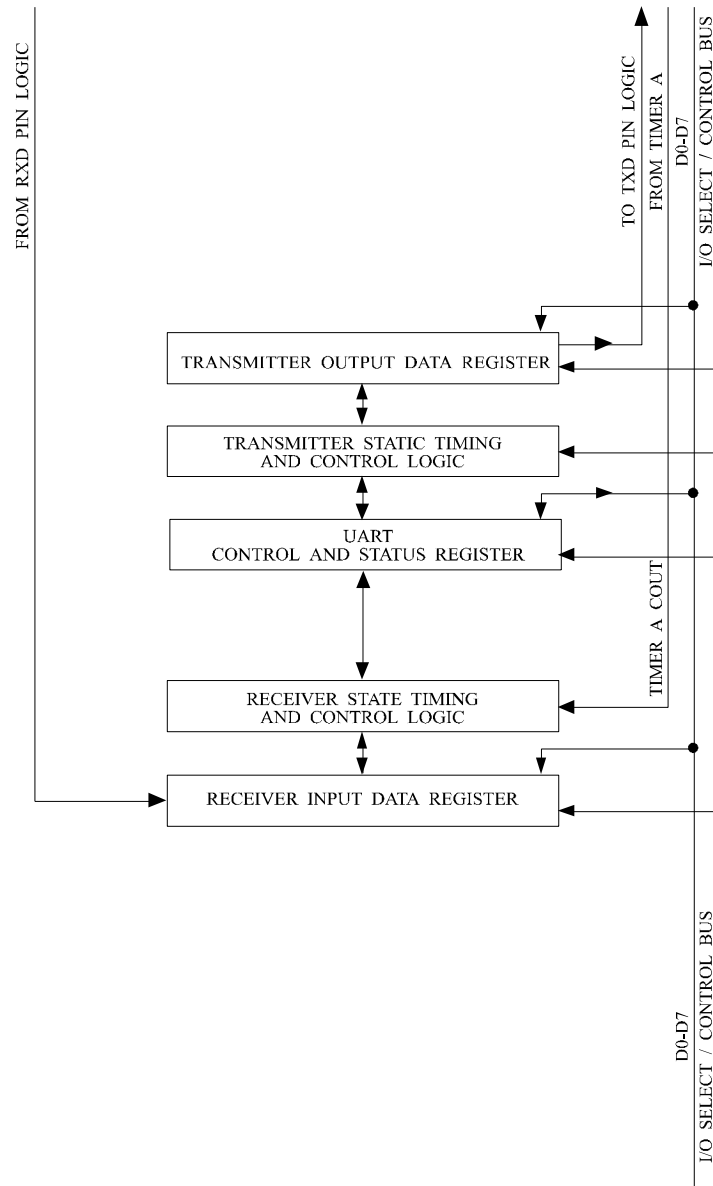 FROM RXD PIN LOGIC
TO TXD PIN LOGIC
FROM TIMER A
D0-D7
I/O SELECT / CONTROL BUS
TRANSMITTER OUTPUT DATA REGISTER
TRANSMITTER STATIC TIMING
AND CONTROL LOGIC
UART
CONTROL AND STATUS REGISTER
TIMER A COUT
RECEIVER STATE TIMING
AND CONTROL LOGIC
RECEIVER INPUT DATA REGISTER
D0-D7
I/O SELECT / CONTROL BUS